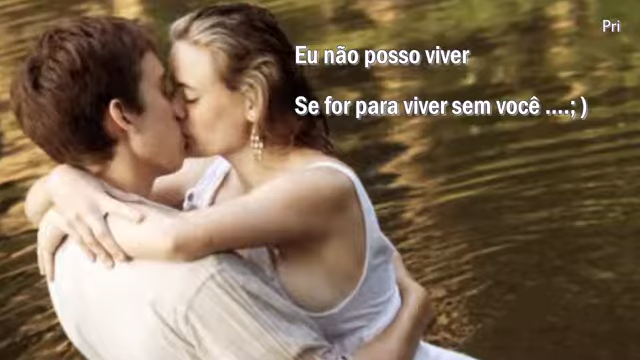 Pri
Eu não posso viver
Se for para viver sem você ....; )